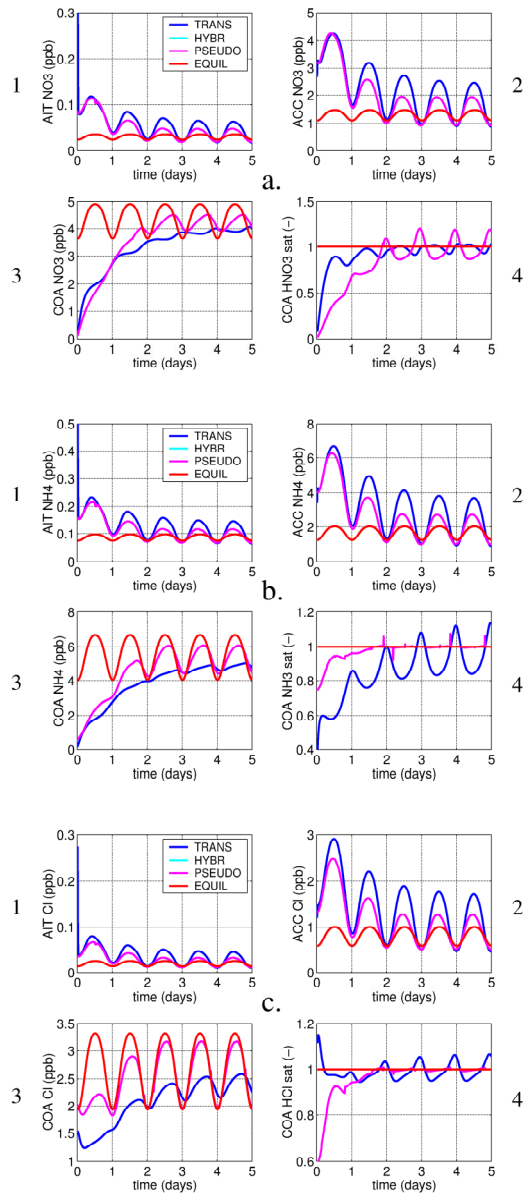 1
AIT NO3 (ppb)
0.3
0.2
0.1
0
0 1 2 3 4 5
time (days)
TRANS
HYBR
PSEUDO
EQUIL
ACC NO3 (ppb)
5
4
3
2
1
0
0 1 2 3 4 5
time (days)
2
a.
3
COA NO3 (ppb)
5
4
3
2
1
0
0 1 2 3 4 5
time (days)
COA HNO3 sat (−)
1.5
1
0.5
0
0 1 2 3 4 5
time (days)
4
1
AIT NH4 (ppb)
0.5
0.4
0.3
0.2
0.1
0
0 1 2 3 4 5
time (days)
TRANS
HYBR
PSEUDO
EQUIL
ACC NH4 (ppb)
8
6
4
2
0
0 1 2 3 4 5
time (days)
2
b.
3
COA NH4 (ppb)
8
6
4
2
0
0 1 2 3 4 5
time (days)
COA NH3 sat (−)
1.2
1
0.8
0.6
0.4
0 1 2 3 4 5
time (days)
4
1
AIT Cl (ppb)
0.3
0.2
0.1
0
0 1 2 3 4 5
time (days)
TRANS
HYBR
PSEUDO
EQUIL
ACC Cl (ppb)
3
2
1
0
0 1 2 3 4 5
time (days)
2
c.
3
COA Cl (ppb)
3.5
3
2.5
2
1.5
1
0 1 2 3 4 5
time (days)
COA HCl sat (−)
1.2
1
0.8
0.6
0 1 2 3 4 5
time (days)
4